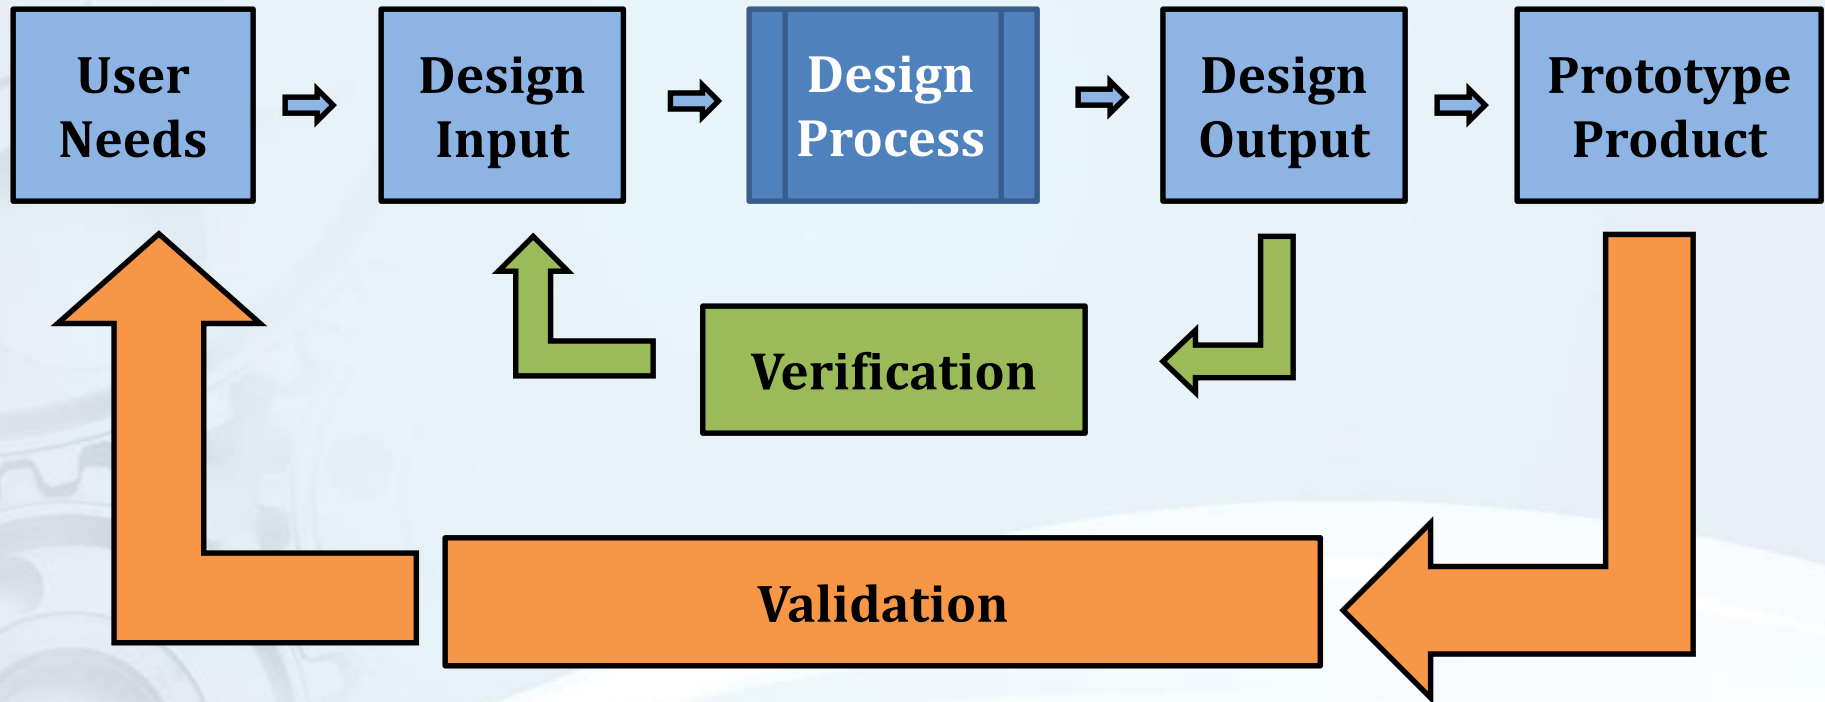 User
Needs
Design
Input
Design
Process
Design
Output
Prototype
Product
Verification
Validation